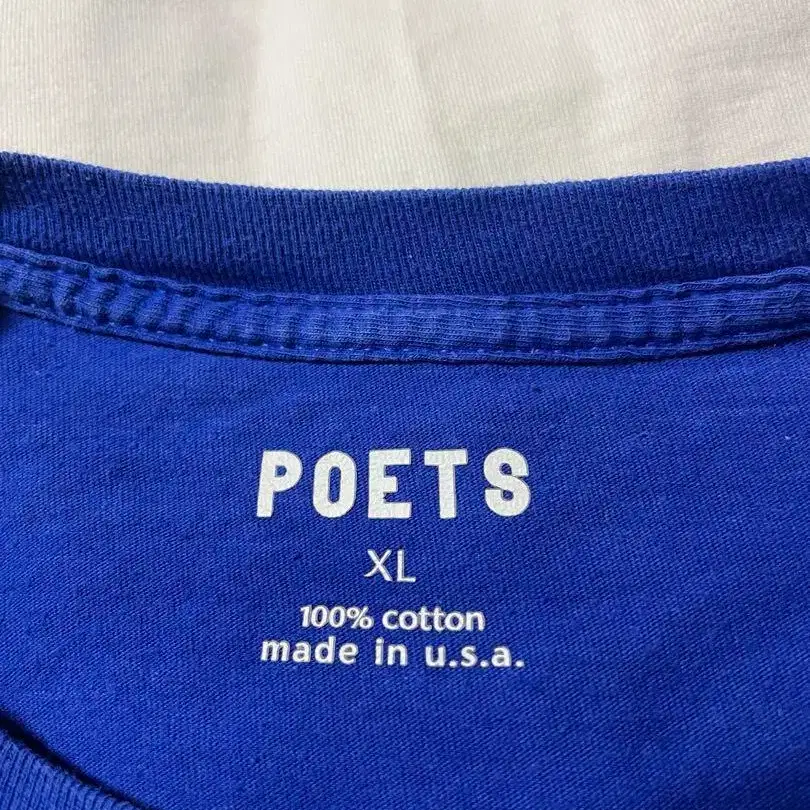 POETS
XL
100% cotton
made in u.s.a.